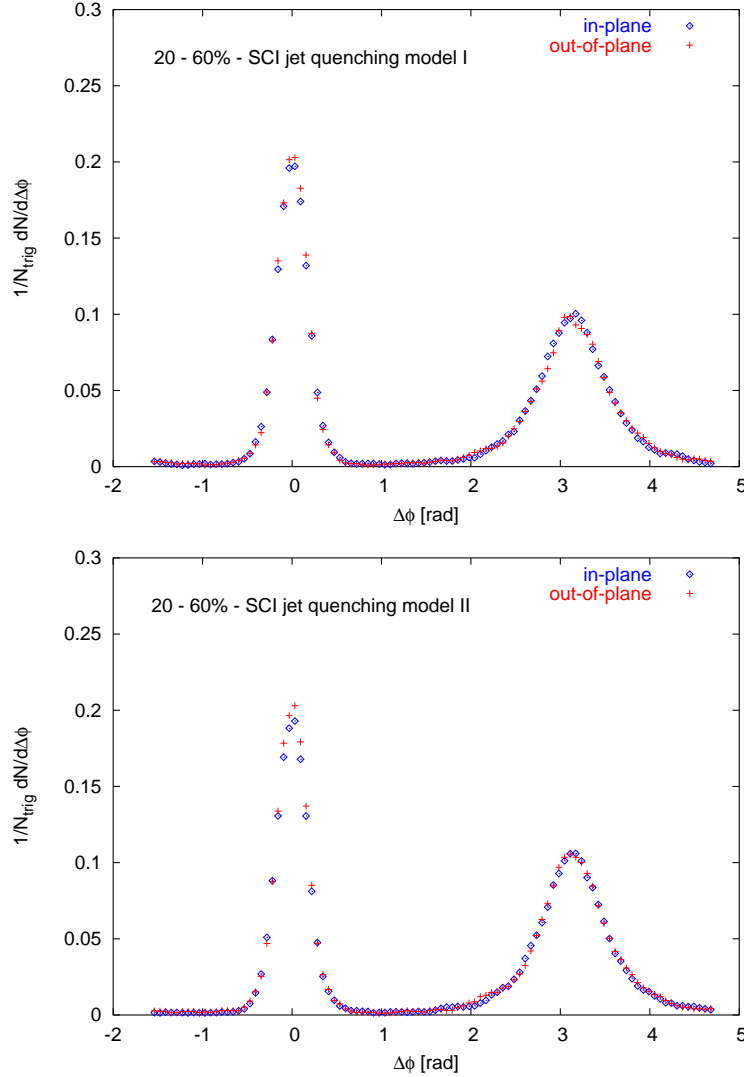 0.3
in-plane
20 - 60% - SCI jet quenching model I
out-of-plane
0.25
0.2
0.15
0.1
0.05
0
1/N_trig dN/dΔϕ
-2 -1 0 1 2 3 4 5
Δϕ [rad]
0.3
in-plane
20 - 60% - SCI jet quenching model II
out-of-plane
0.25
0.2
0.15
0.1
0.05
0
1/N_trig dN/dΔϕ
-2 -1 0 1 2 3 4 5
Δϕ [rad]